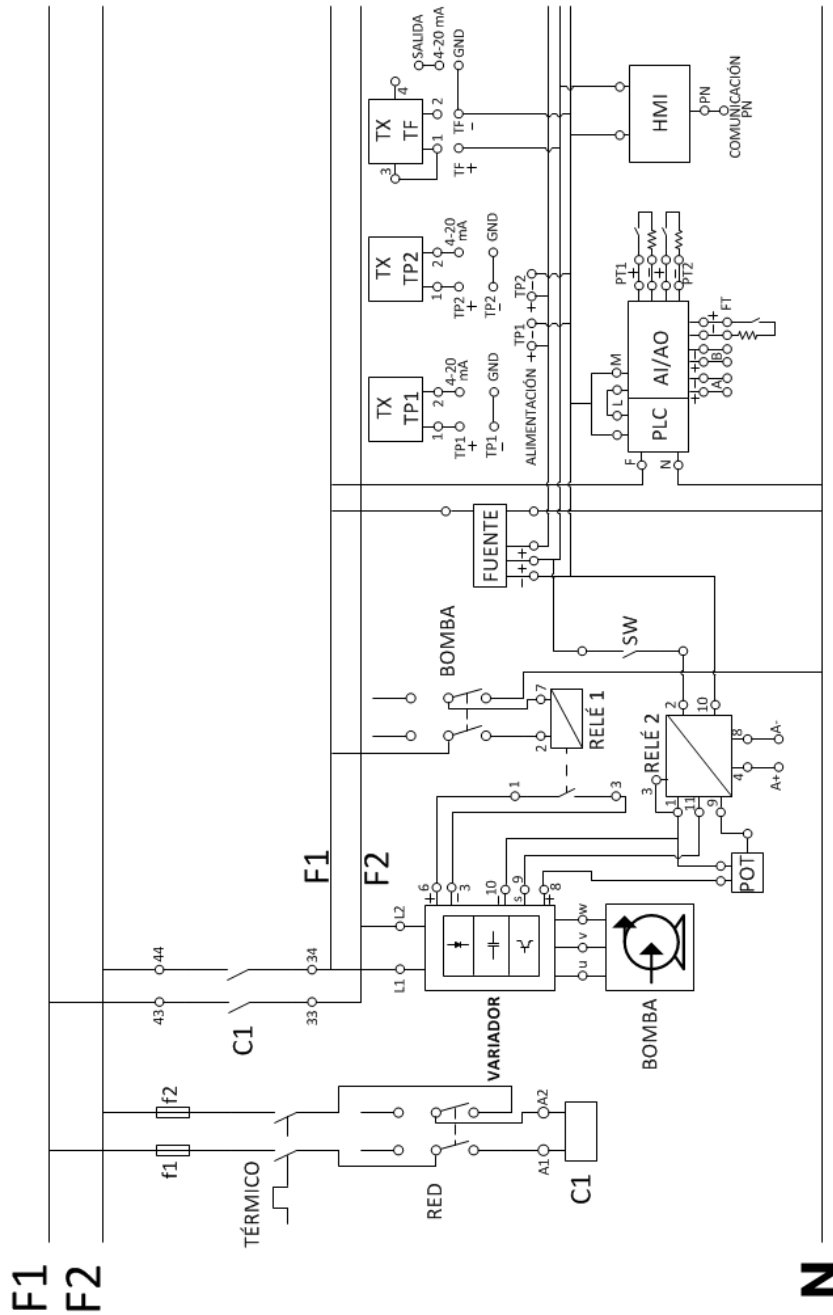 F1
F2
N
f1
f2
TÉRMICO
RED
A1
A2
C1
43
44
C1
33
34
F1
F2
L1
L2
VARIADOR
6
+
3
-
10
-
s
9
8
+
u
v
w
BOMBA
BOMBA
1
3
2
7
RELÉ 1
RELÉ 2
3
1
11
9
2
10
4
8
A+
A-
POT
SW
FUENTE
-
+
+
TX
TP1
1
2
TP1
+
4-20
mA
TP1
-
GND
TX
TP2
1
2
TP2
+
4-20
mA
TP2
-
GND
TX
TF
3
4
1
2
TF
+
TF
-
SALIDA
4-20 mA
GND
ALIMENTACIÓN
+
TP1
-
+
TP2
-
F
N
PLC
L
M
AI/AO
PT1
+
-
+
-
PT2
+
A
-
+
B
-
-
+
FT
HMI
PN
COMUNICACIÓN
PN